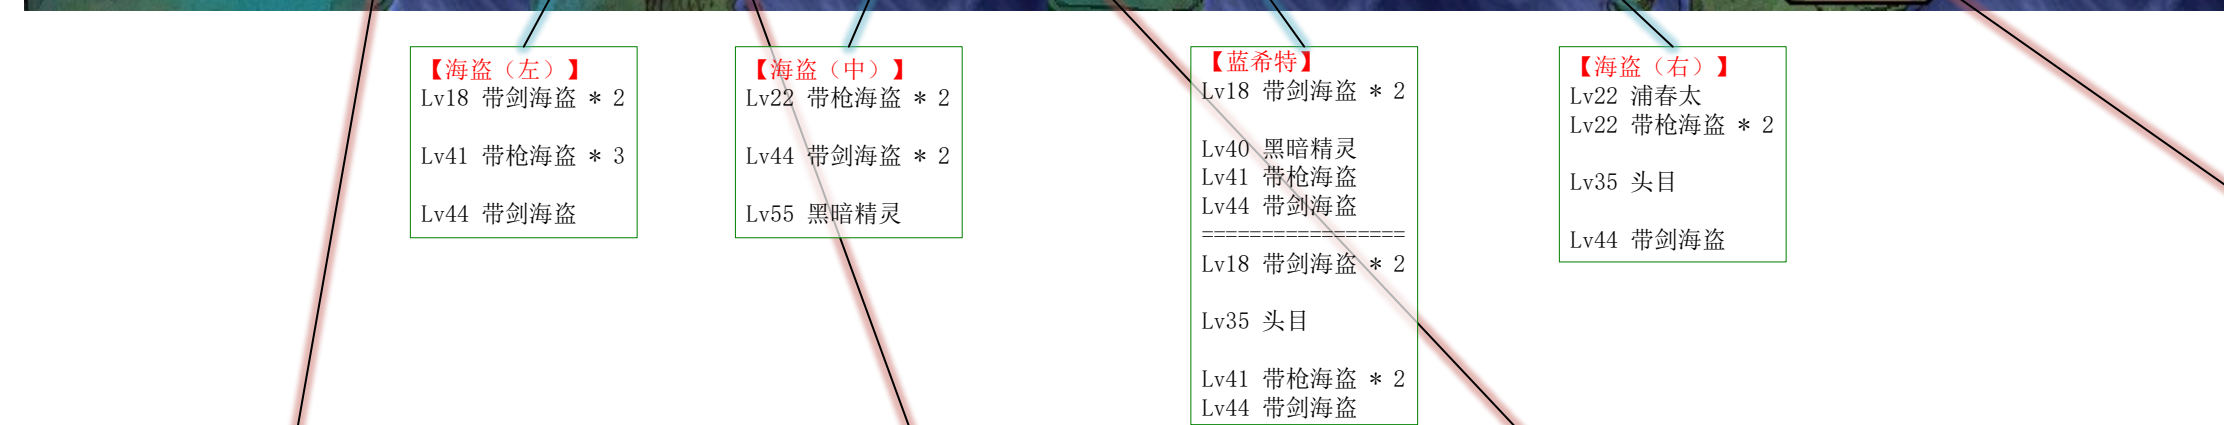 【海盗（左）】
Lv18 带剑海盗 * 2
Lv41 带枪海盗 * 3
Lv44 带剑海盗
【海盗（中）】
Lv22 带枪海盗 * 2
Lv44 带剑海盗 * 2
Lv55 黑暗精灵
【蓝希特】
Lv18 带剑海盗 * 2
Lv40 黑暗精灵
Lv41 带枪海盗
Lv44 带剑海盗
=================
Lv18 带剑海盗 * 2
Lv35 头目
Lv41 带枪海盗 * 2
Lv44 带剑海盗
【海盗（右）】
Lv22 浦春太
Lv22 带枪海盗 * 2
Lv35 头目
Lv44 带剑海盗